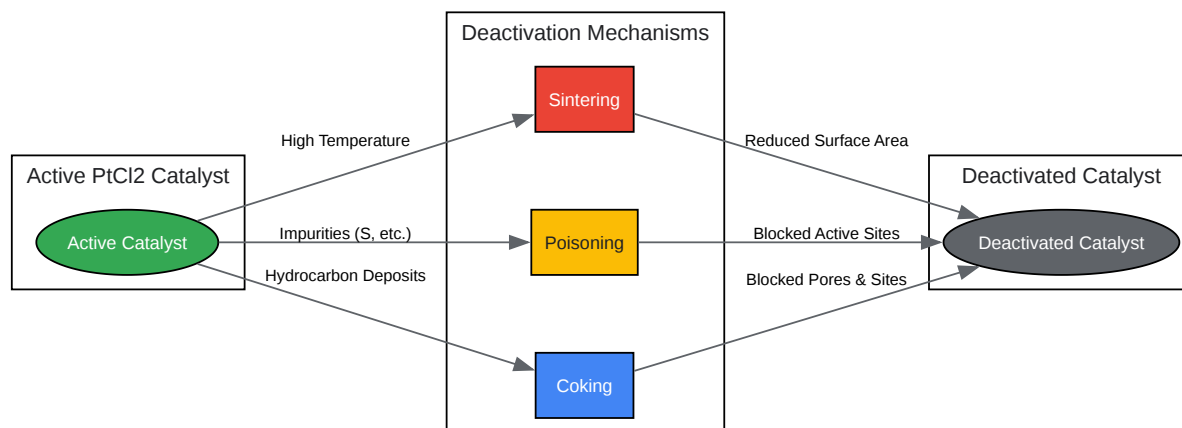 Deactivation Mechanisms
Sintering
High Temperature
Reduced Surface Area
Active PtCl2 Catalyst
Deactivated Catalyst
Active Catalyst
Impurities (S, etc.)
Poisoning
Blocked Active Sites
Deactivated Catalyst
Hydrocarbon Deposits
Blocked Pores & Sites
Coking